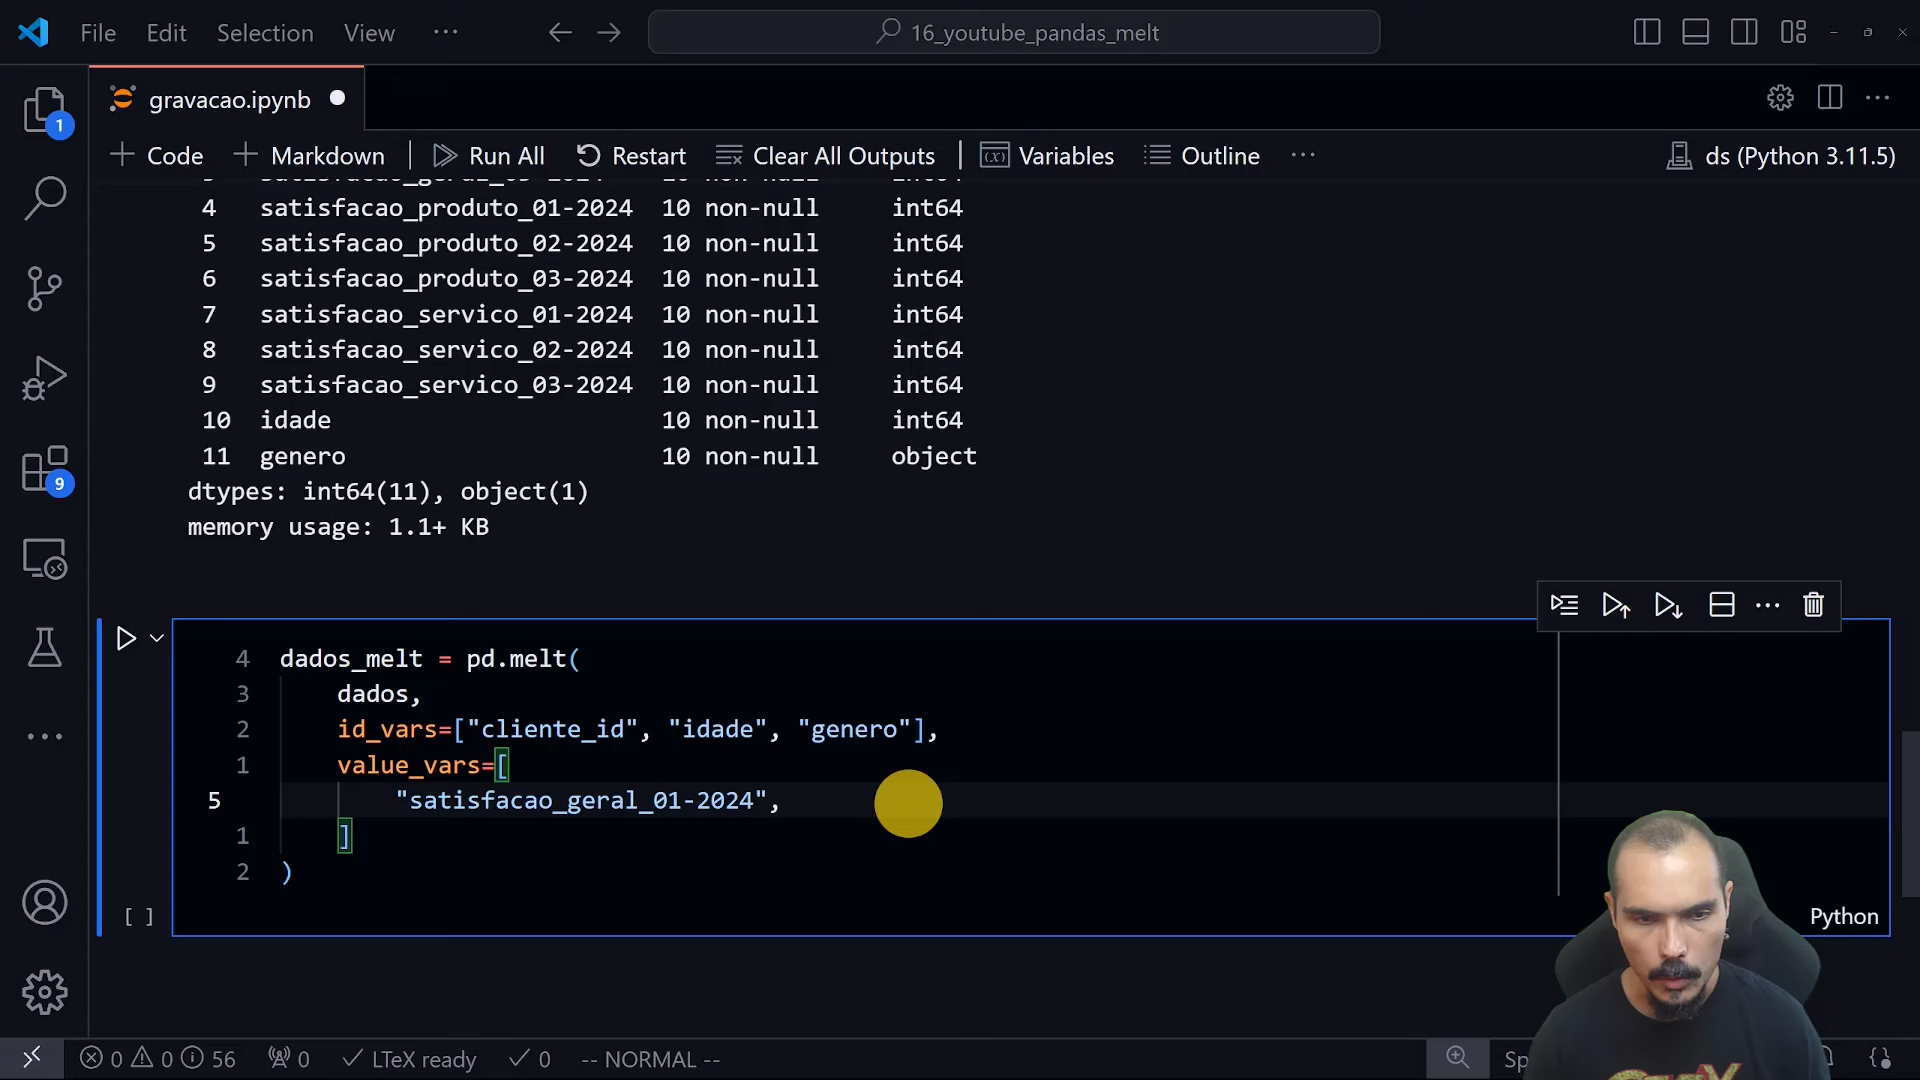 File Edit Selection View ··· 16_youtube_pandas_melt
gravacao.ipynb
Code Markdown Run All Restart Clear All Outputs Variables Outline ··· ds (Python 3.11.5)
4 satisfacao_produto_01-2024 10 non-null int64
5 satisfacao_produto_02-2024 10 non-null int64
6 satisfacao_produto_03-2024 10 non-null int64
7 satisfacao_servico_01-2024 10 non-null int64
8 satisfacao_servico_02-2024 10 non-null int64
9 satisfacao_servico_03-2024 10 non-null int64
10 idade 10 non-null int64
11 genero 10 non-null object
dtypes: int64(11), object(1)
memory usage: 1.1+ KB
4 dados_melt = pd.melt(
3 dados,
2 id_vars=["cliente_id", "idade", "genero"],
1 value_vars=[
5 "satisfacao_geral_01-2024",
1 ]
2 )
[ ] Python
0 0 56 0 LTeX ready 0 -- NORMAL -- Sp
1
9